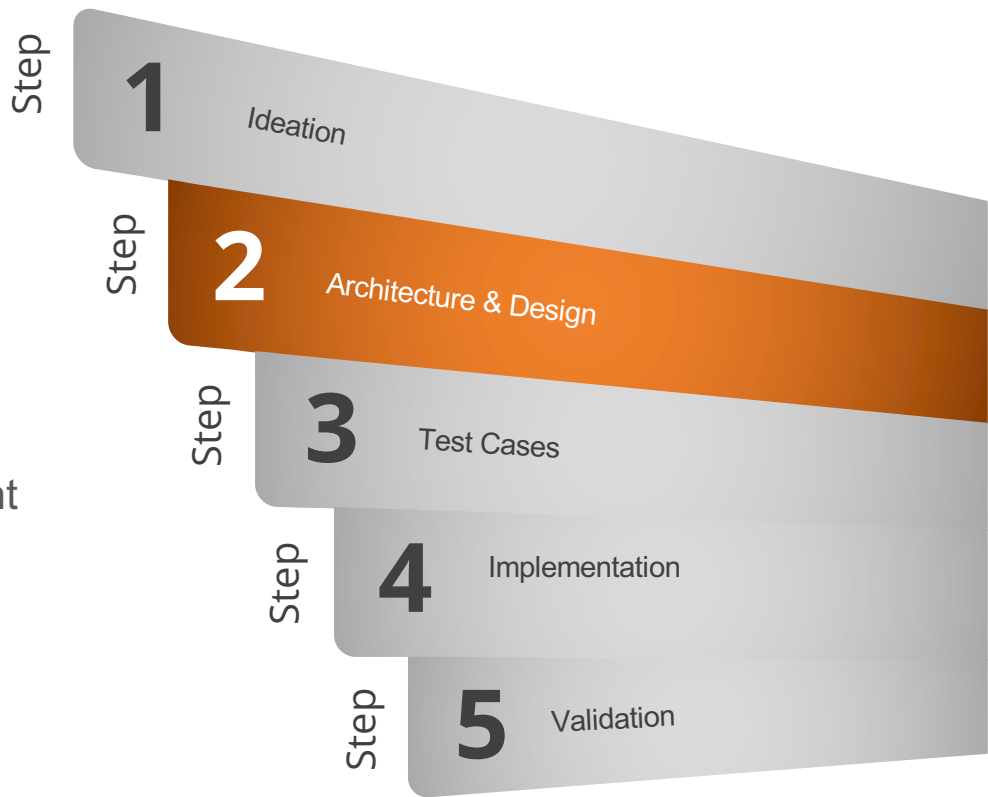 Step 1 Ideation
Step 2 Architecture & Design
Step 3 Test Cases
Step 4 Implementation
Step 5 Validation